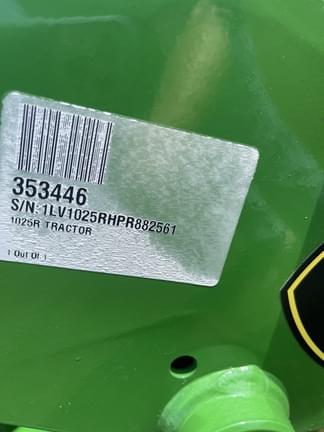 353446
S/N:1LV1025RHPR882561
1025R TRACTOR
1 Out Of 1